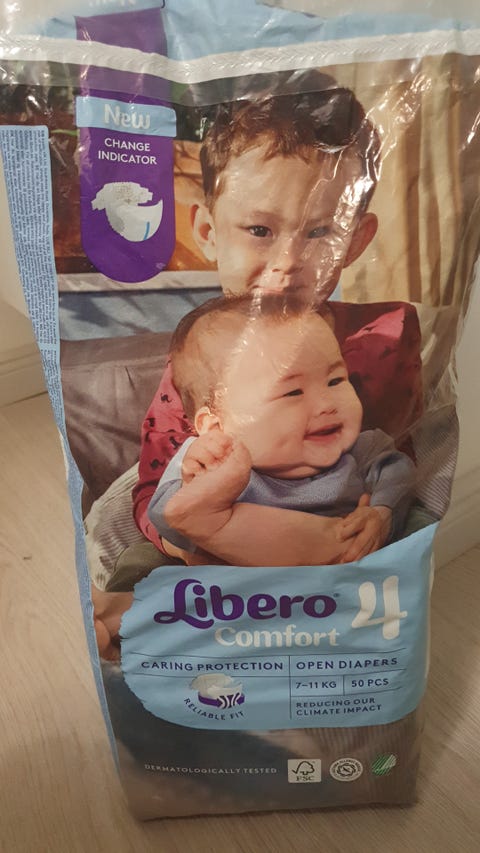 New
CHANGE
INDICATOR
Libero
Comfort
4
CARING PROTECTION
OPEN DIAPERS
7–11 KG
50 PCS
REDUCING OUR
CLIMATE IMPACT
RELIABLE FIT
DERMATOLOGICALLY TESTED
FSC